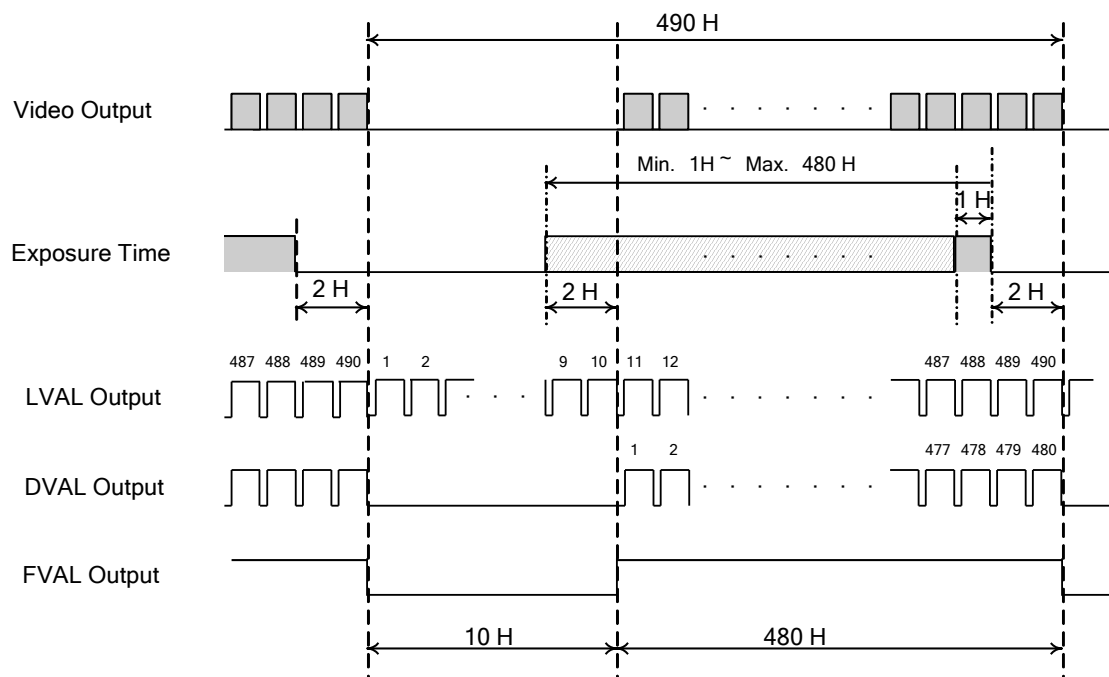 490 H
Video Output
Min. 1H ~ Max. 480 H
1 H
Exposure Time
2 H
2 H
2 H
487 488 489 490 1 2 9 10 11 12 487 488 489 490
LVAL Output
1 2 477 478 479 480
DVAL Output
FVAL Output
10 H
480 H